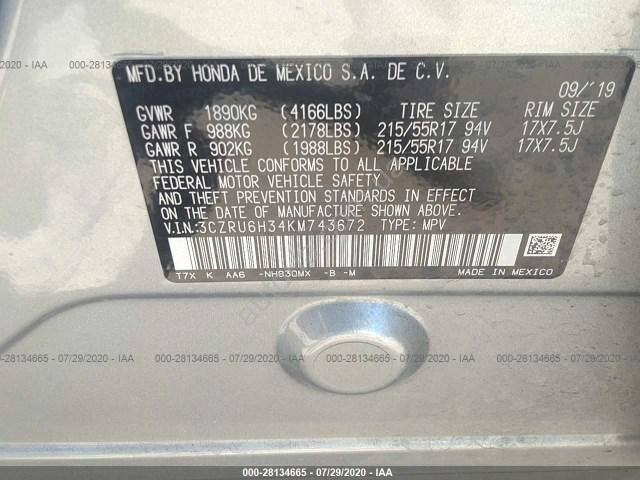 000-28134665 - 07/29/2020 - IAA
MFD.BY HONDA DE MEXICO S.A. DE C.V.
09/'19
GVWR 1890KG (4166LBS) TIRE SIZE RIM SIZE
GAWR F 988KG (2178LBS) 215/55R17 94V 17X7.5J
GAWR R 902KG (1988LBS) 215/55R17 94V 17X7.5J
THIS VEHICLE CONFORMS TO ALL APPLICABLE
FEDERAL MOTOR VEHICLE SAFETY
AND THEFT PREVENTION STANDARDS IN EFFECT
ON THE DATE OF MANUFACTURE SHOWN ABOVE.
V.I.N:3CZRU6H34KM743672 TYPE: MPV
T7X K AA6 -NH830MX -B -M MADE IN MEXICO
000-28134665 - 07/29/2020 - IAA
000-28134665 - 07/29/2020 - IAA